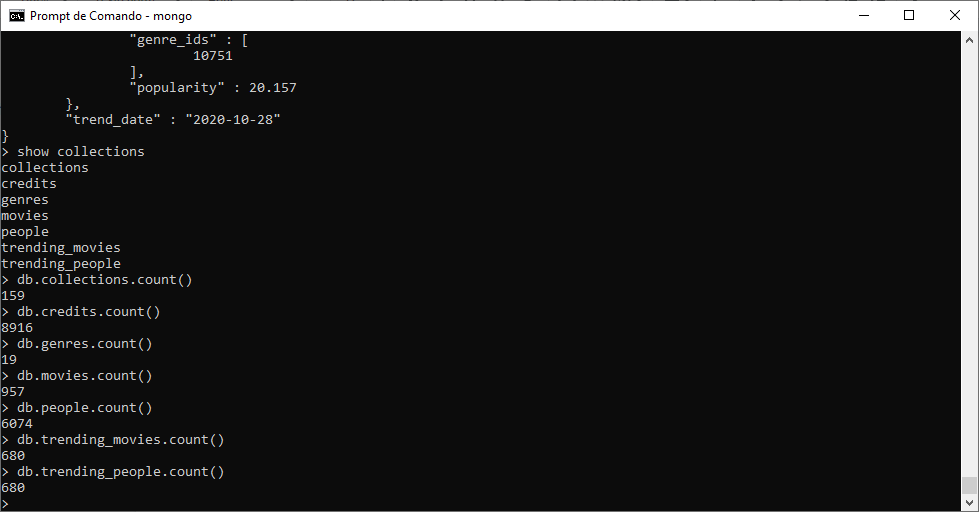 Prompt de Comando - mongo
"genre_ids" : [
10751
],
"popularity" : 20.157
},
"trend_date" : "2020-10-28"
}
> show collections
collections
credits
genres
movies
people
trending_movies
trending_people
> db.collections.count()
159
> db.credits.count()
8916
> db.genres.count()
19
> db.movies.count()
957
> db.people.count()
6074
> db.trending_movies.count()
680
> db.trending_people.count()
680
>